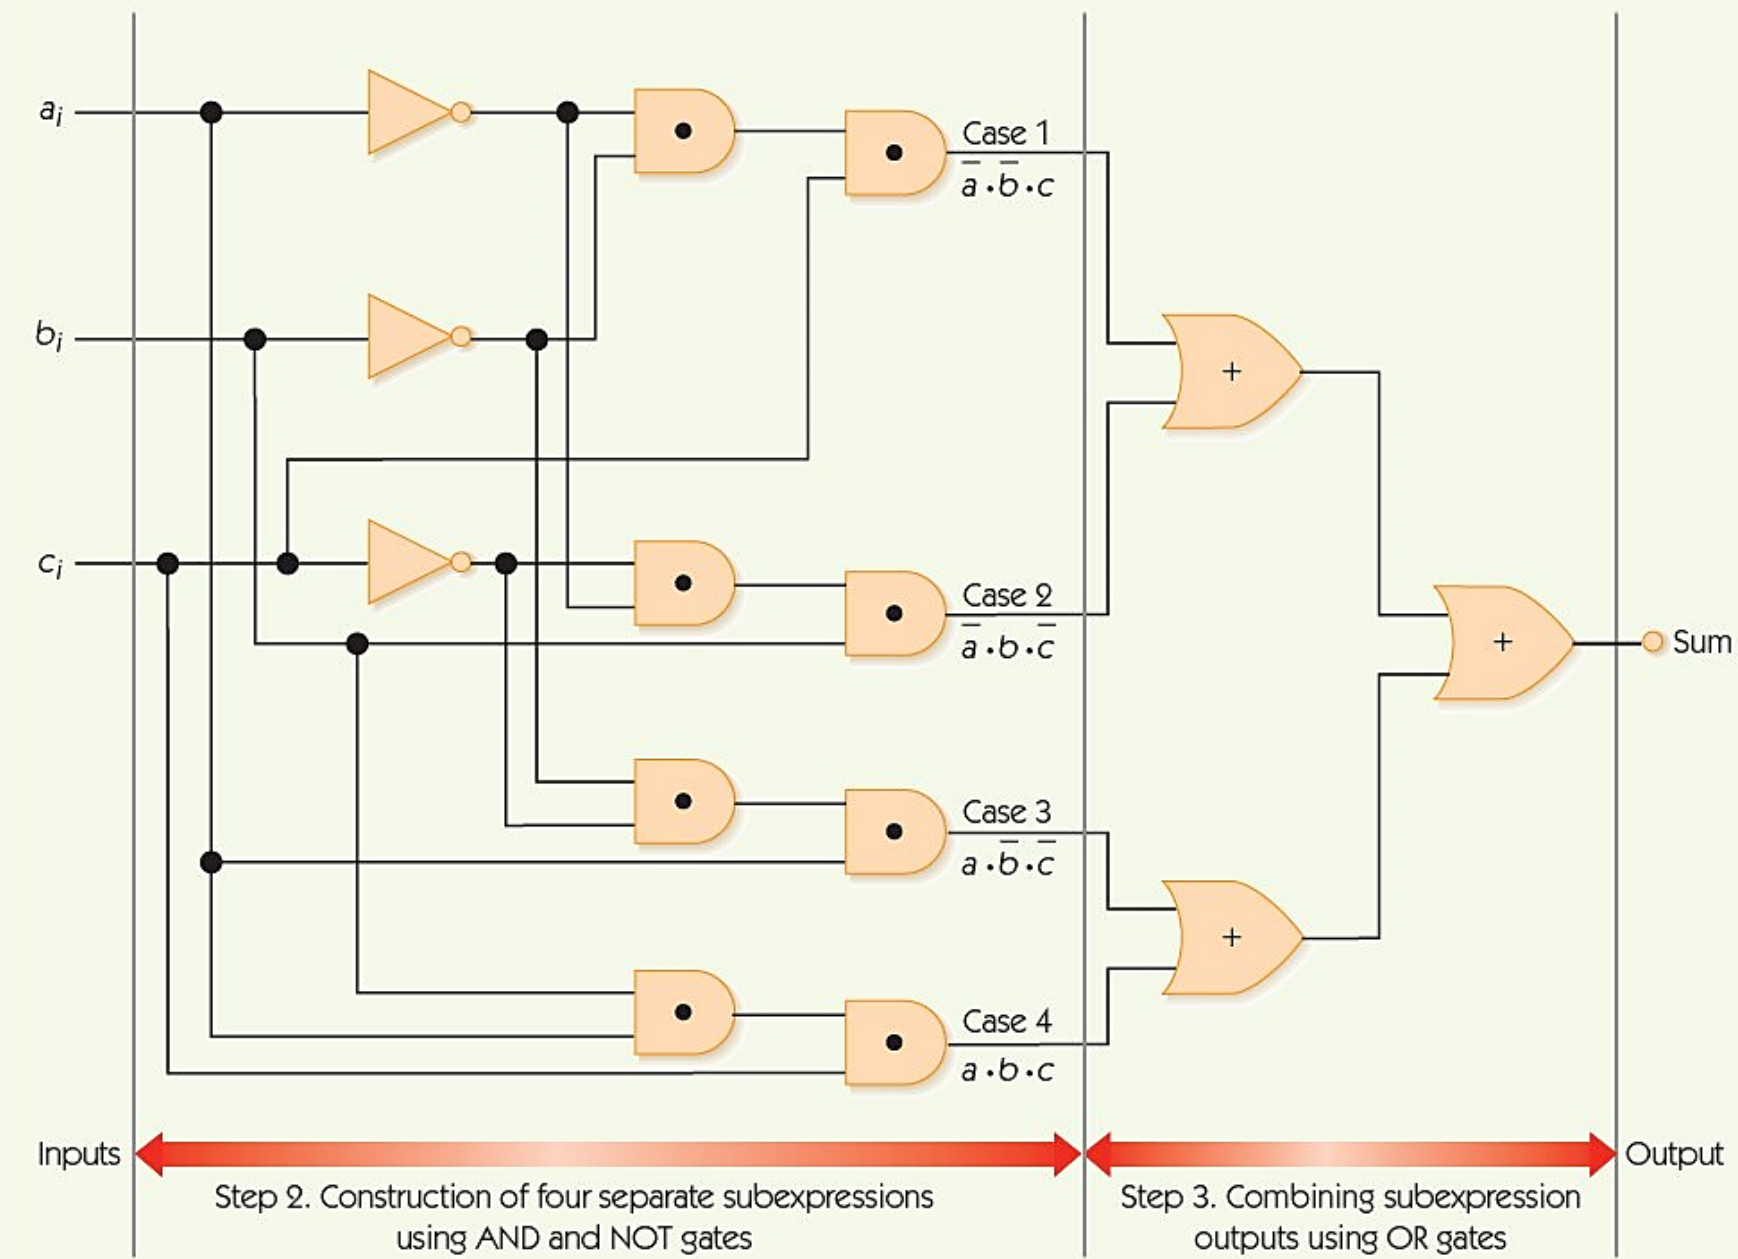 aᵢ
bᵢ
cᵢ
Case 1
a̅ · b̅ · c
Case 2
a̅ · b · c̅
Case 3
a · b̅ · c̅
Case 4
a · b · c
+
+
+
Sum
Inputs
Output
Step 2. Construction of four separate subexpressions
using AND and NOT gates
Step 3. Combining subexpression
outputs using OR gates